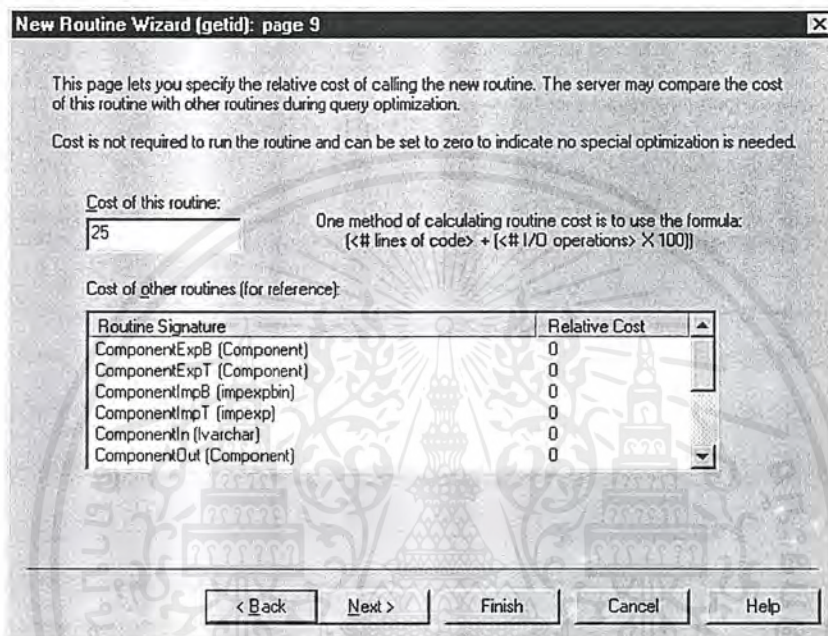 New Routine Wizard (getid): page 9
This page lets you specify the relative cost of calling the new routine. The server may compare the cost
of this routine with other routines during query optimization.
Cost is not required to run the routine and can be set to zero to indicate no special optimization is needed.
Cost of this routine:
25
One method of calculating routine cost is to use the formula:
(<# lines of code> + (<# I/O operations> X 100))
Cost of other routines (for reference):
Routine Signature Relative Cost
ComponentExpB (Component) 0
ComponentExpT (Component) 0
ComponentImpB (impexpbin) 0
ComponentImpT (impexp) 0
ComponentIn (lvarchar) 0
ComponentOut (Component) 0
< Back Next > Finish Cancel Help